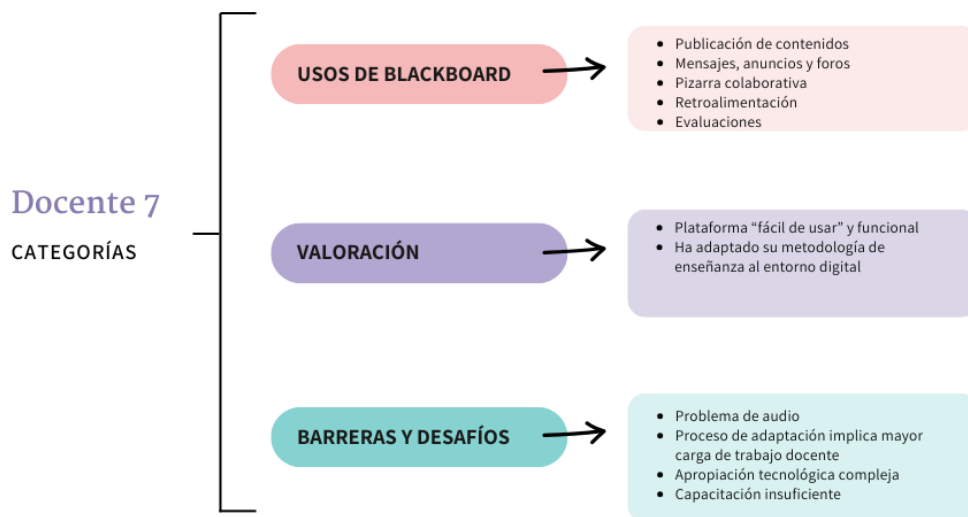 Docente 7
CATEGORÍAS
USOS DE BLACKBOARD
• Publicación de contenidos
• Mensajes, anuncios y foros
• Pizarra colaborativa
• Retroalimentación
• Evaluaciones
VALORACIÓN
• Plataforma “fácil de usar” y funcional
• Ha adaptado su metodología de
enseñanza al entorno digital
BARRERAS Y DESAFÍOS
• Problema de audio
• Proceso de adaptación implica mayor
carga de trabajo docente
• Apropiación tecnológica compleja
• Capacitación insuficiente